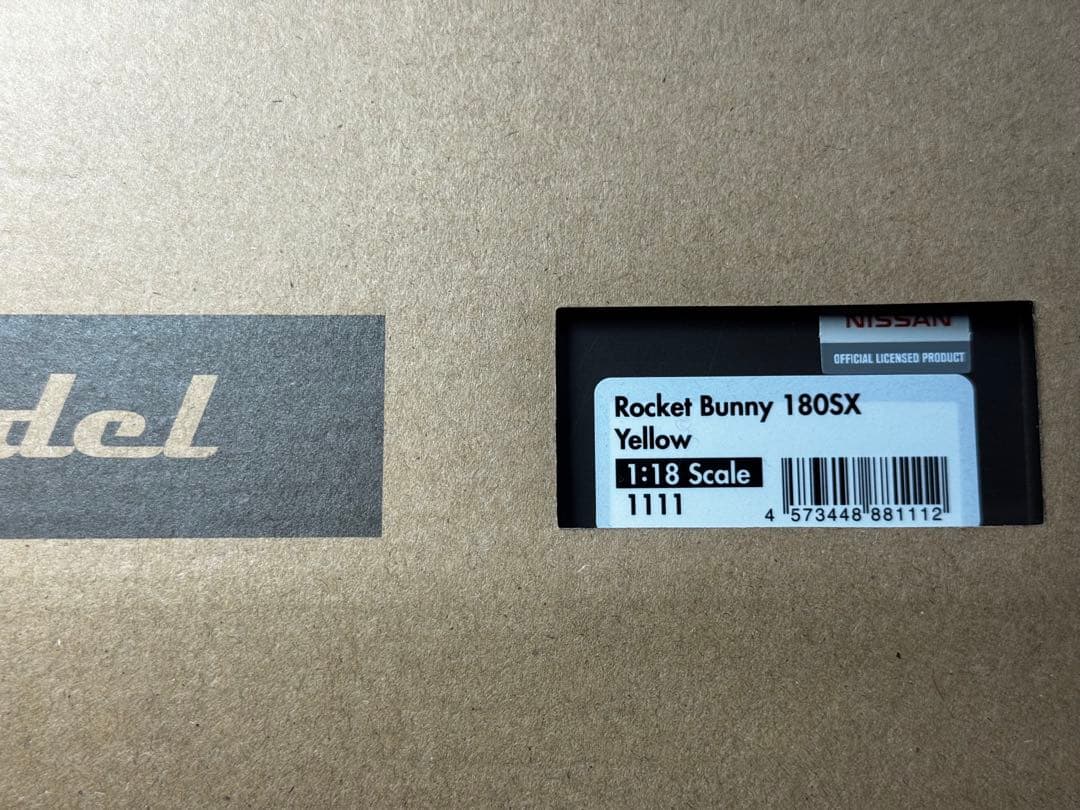 del
NISSAN
OFFICIAL LICENSED PRODUCT
Rocket Bunny 180SX
Yellow
1:18 Scale
1111
4 573448 881112